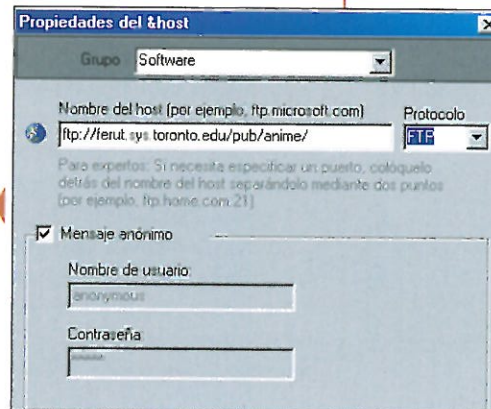 Propiedades del &host
Grupo Software
Nombre del host (por ejemplo, ftp.microsoft.com) Protocolo
ftp://ferut.sys.toronto.edu/pub/anime/ FTP
Para expertos: Si necesita especificar un puerto, colóquelo
detrás del nombre del host separándolo mediante dos puntos
(por ejemplo, ftp.home.com:21)
Mensaje anónimo
Nombre de usuario:
anonymous
Contraseña:
*****